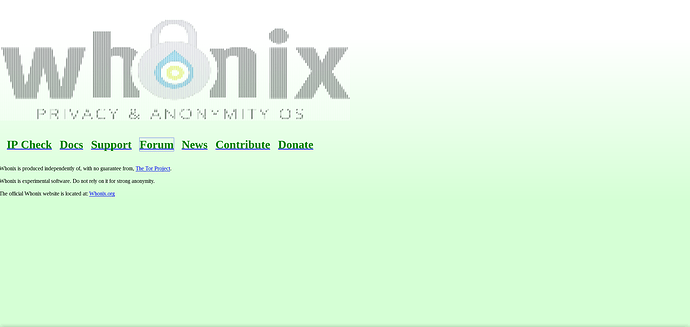 whonix
PRIVACY & ANONYMITY OS
IP Check Docs Support Forum News Contribute Donate
Whonix is produced independently of, with no guarantee from, The Tor Project.
Whonix is experimental software. Do not rely on it for strong anonymity.
The official Whonix website is located at: Whonix.org